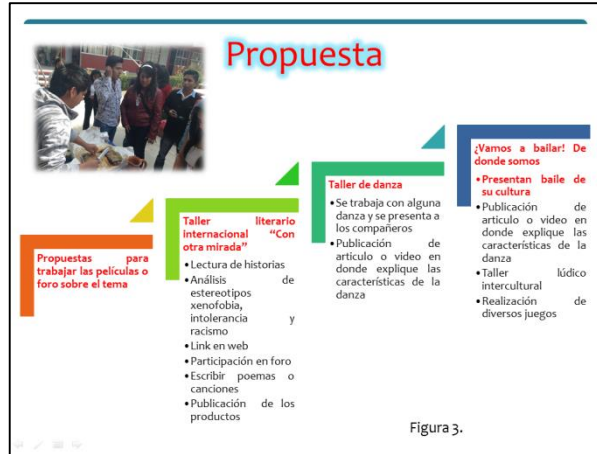 Propuesta
Propuestas para
trabajar las películas o
foro sobre el tema
Taller literario
internacional "Con
otra mirada"
•Lectura de historias
•Análisis de
estereotipos
xenofobia,
intolerancia y
racismo
•Link en web
•Participación en foro
•Escribir poemas o
canciones
•Publicación de los
productos
Taller de danza
•Se trabaja con alguna
danza y se presenta a
los compañeros
•Publicación de
articulo o video en
donde explique las
características de la
danza
¿Vamos a bailar! De
donde somos
•Presentan baile de
su cultura
•Publicación de
articulo o video en
donde explique las
características de la
danza
•Taller lúdico
intercultural
•Realización de
diversos juegos
Figura 3.